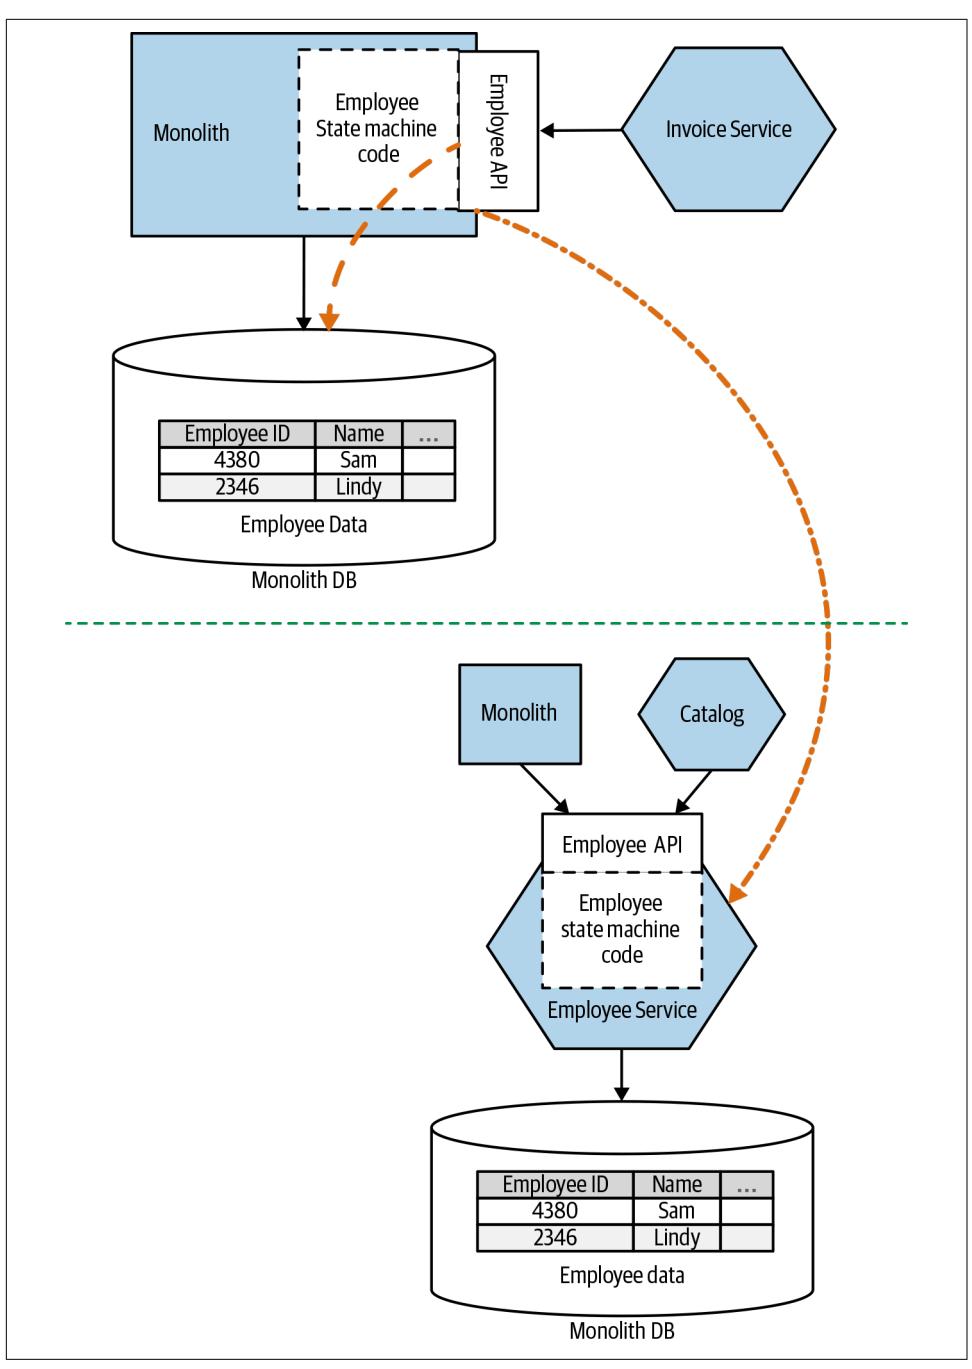 Monolith
Employee
State machine
code
Employee API
Invoice Service
Employee ID Name ...
4380 Sam
2346 Lindy
Employee Data
Monolith DB
Monolith
Catalog
Employee API
Employee
state machine
code
Employee Service
Employee ID Name ...
4380 Sam
2346 Lindy
Employee data
Monolith DB